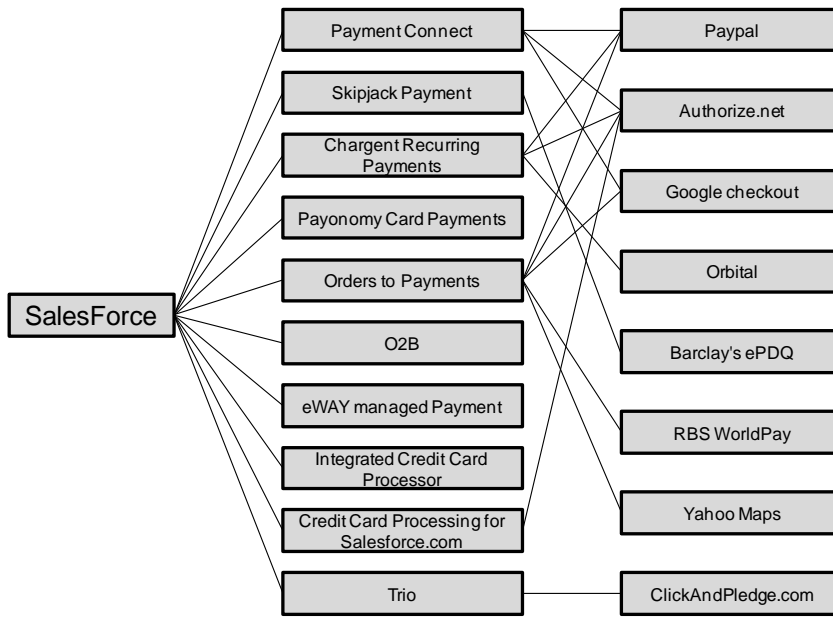 SalesForce
Payment Connect
Skipjack Payment
Chargent Recurring
Payments
Payonomy Card Payments
Orders to Payments
O2B
eWAY managed Payment
Integrated Credit Card
Processor
Credit Card Processing for
Salesforce.com
Trio
Paypal
Authorize.net
Google checkout
Orbital
Barclay's ePDQ
RBS WorldPay
Yahoo Maps
ClickAndPledge.com